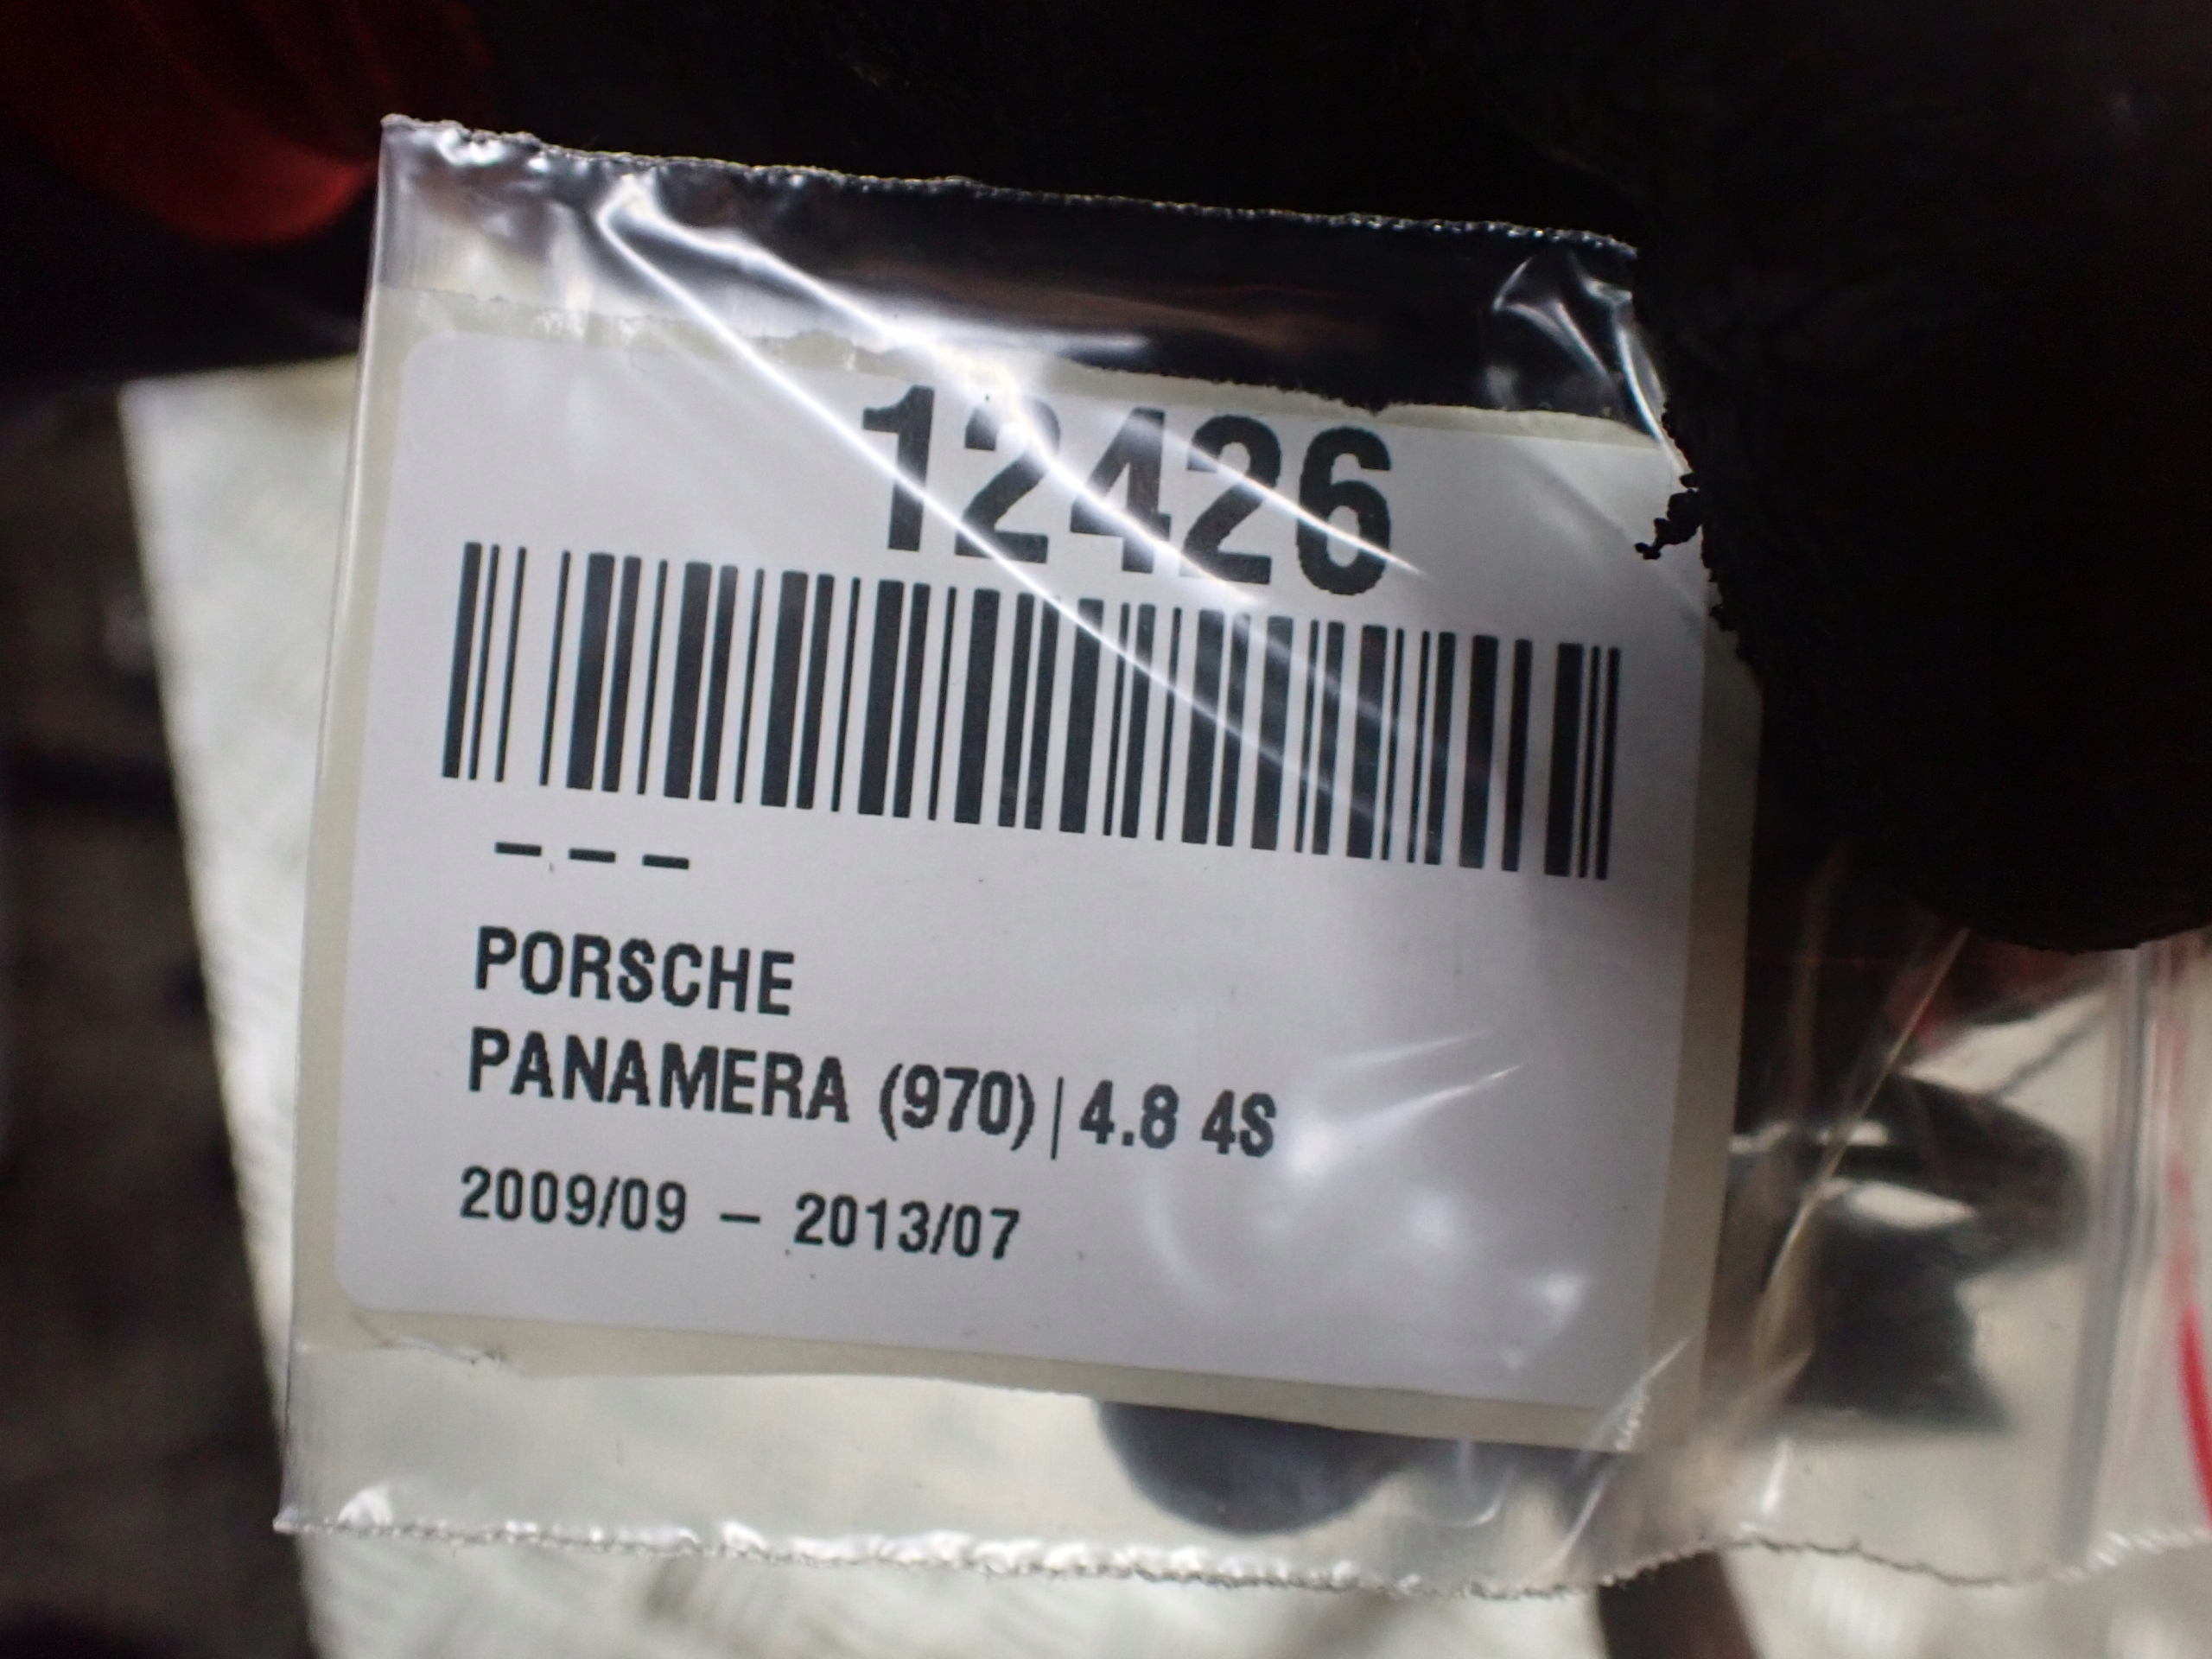 12426
– – –
PORSCHE
PANAMERA (970)|4.8 4S
2009/09 – 2013/07